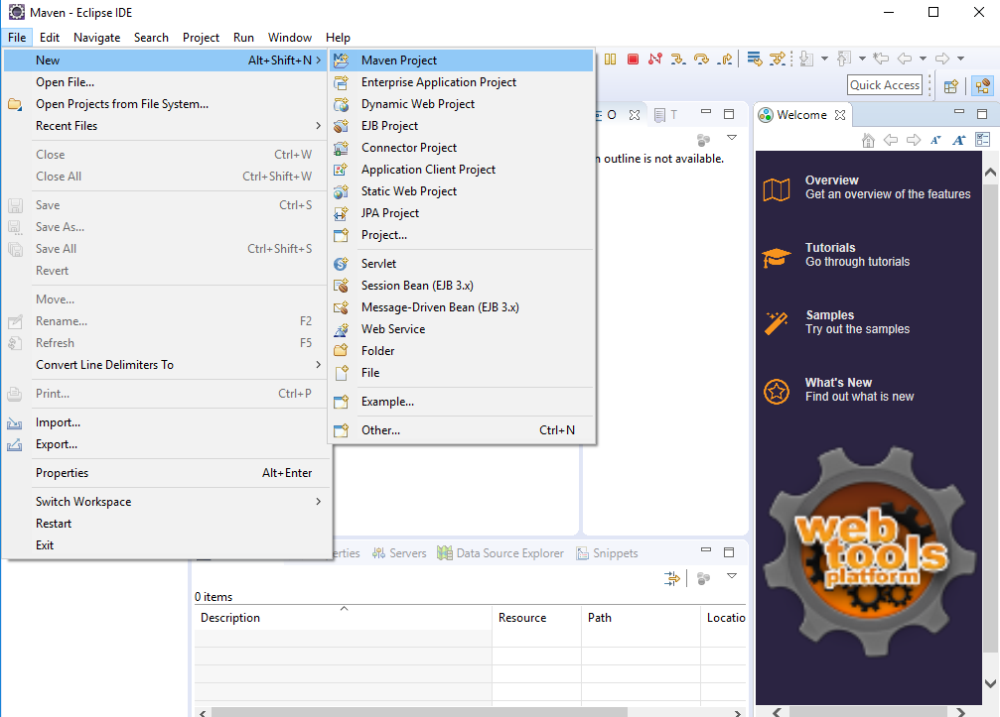 Maven - Eclipse IDE
File Edit Navigate Search Project Run Window Help
New Alt+Shift+N
Open File...
Open Projects from File System...
Recent Files
Close Ctrl+W
Close All Ctrl+Shift+W
Save Ctrl+S
Save As...
Save All Ctrl+Shift+S
Revert
Move...
Rename... F2
Refresh F5
Convert Line Delimiters To
Print... Ctrl+P
Import...
Export...
Properties Alt+Enter
Switch Workspace
Restart
Exit
Maven Project
Enterprise Application Project
Dynamic Web Project
EJB Project
Connector Project
Application Client Project
Static Web Project
JPA Project
Project...
Servlet
Session Bean (EJB 3.x)
Message-Driven Bean (EJB 3.x)
Web Service
Folder
File
Example...
Other... Ctrl+N
Quick Access
O T
n outline is not available.
Welcome
Overview
Get an overview of the features
Tutorials
Go through tutorials
Samples
Try out the samples
What's New
Find out what is new
web
tools
platform
erties Servers Data Source Explorer Snippets
0 items
Description Resource Path Locatio